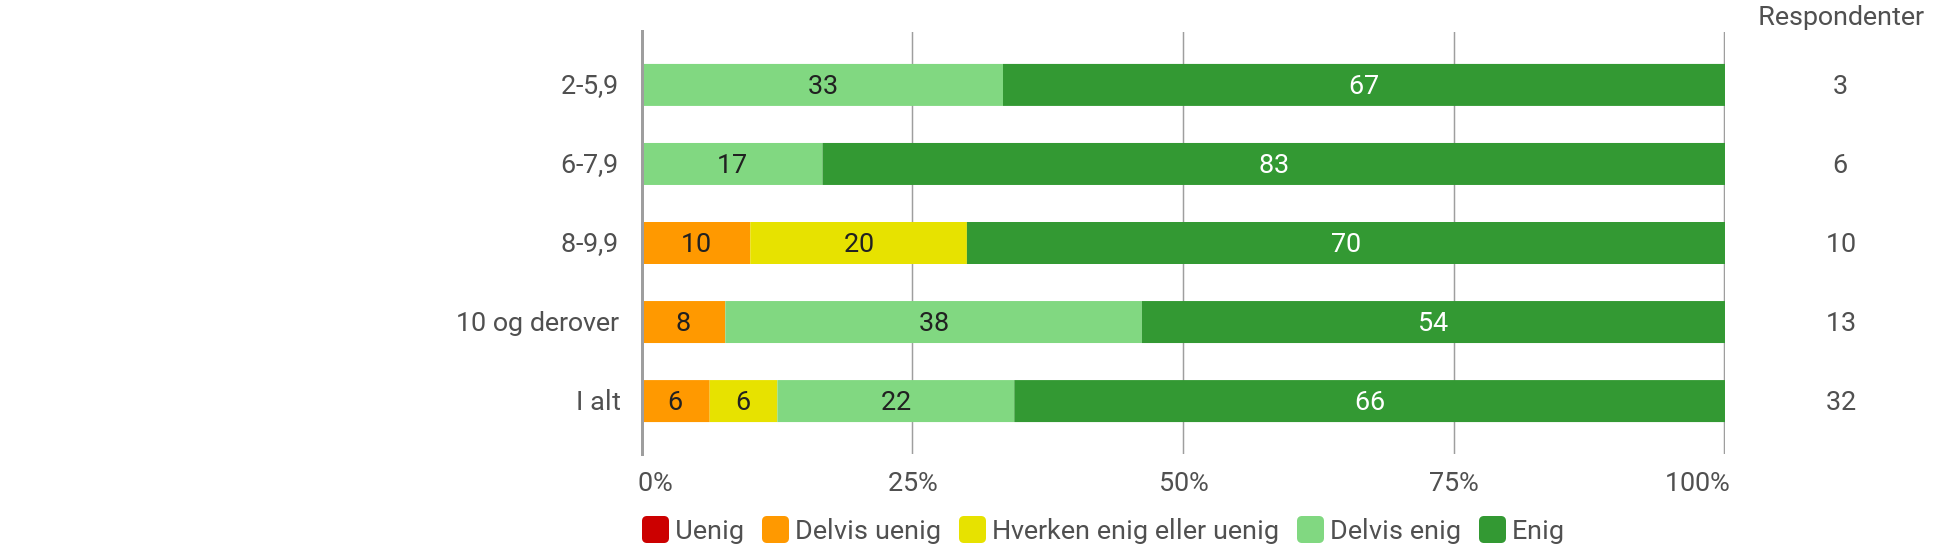 Respondenter
2-5,9 33 67 3
6-7,9 17 83 6
8-9,9 10 20 70 10
10 og derover 8 38 54 13
I alt 6 6 22 66 32
0% 25% 50% 75% 100%
Uenig Delvis uenig Hverken enig eller uenig Delvis enig Enig